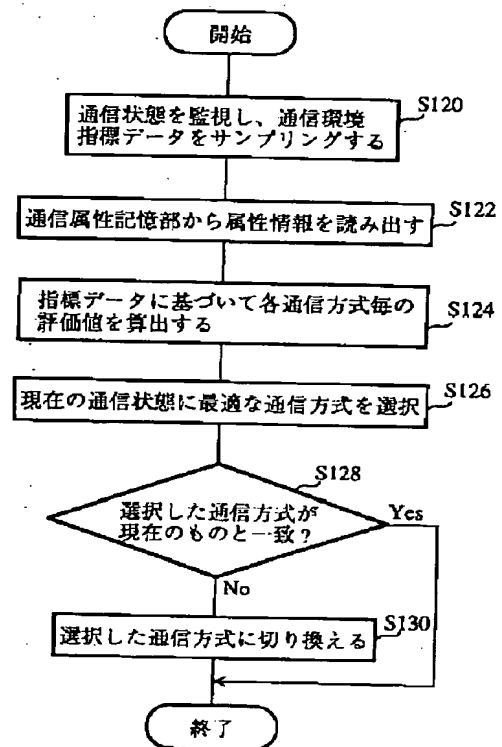 開始
通信状態を監視し、通信環境
指標データをサンプリングする
S120
通信属性記憶部から属性情報を読み出す
S122
指標データに基づいて各通信方式毎の
評価値を算出する
S124
現在の通信状態に最適な通信方式を選択
S126
S128
選択した通信方式が
現在のものと一致?
Yes
No
選択した通信方式に切り換える
S130
終了